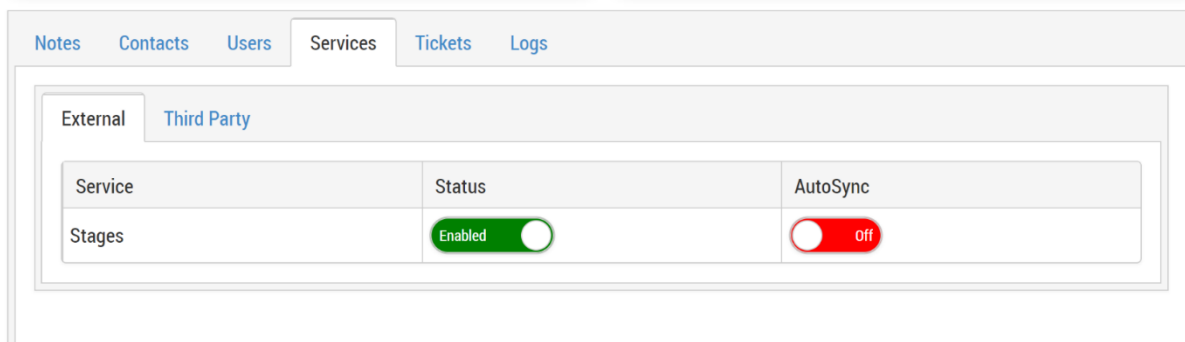 Notes Contacts Users Services Tickets Logs
External Third Party
Service Status AutoSync
Stages Enabled Off